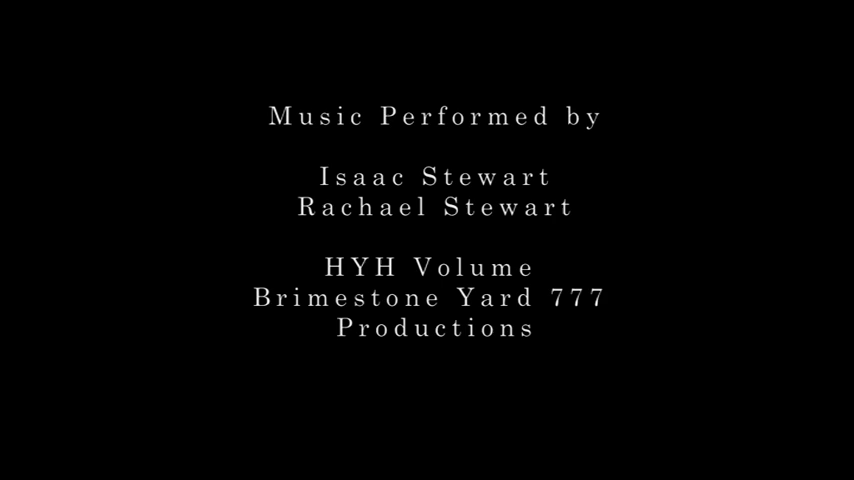 Music Performed by
Isaac Stewart
Rachael Stewart
HYH Volume
Brimestone Yard 777
Productions